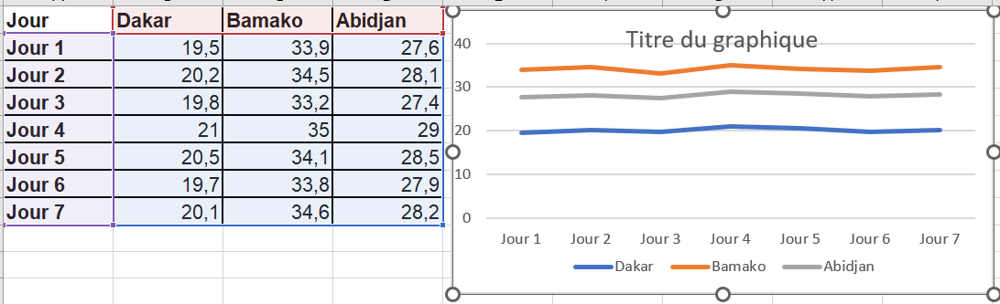 Jour Dakar Bamako Abidjan
Jour 1 19,5 33,9 27,6
Jour 2 20,2 34,5 28,1
Jour 3 19,8 33,2 27,4
Jour 4 21 35 29
Jour 5 20,5 34,1 28,5
Jour 6 19,7 33,8 27,9
Jour 7 20,1 34,6 28,2
Titre du graphique
40
30
20
10
0
Jour 1 Jour 2 Jour 3 Jour 4 Jour 5 Jour 6 Jour 7
Dakar Bamako Abidjan